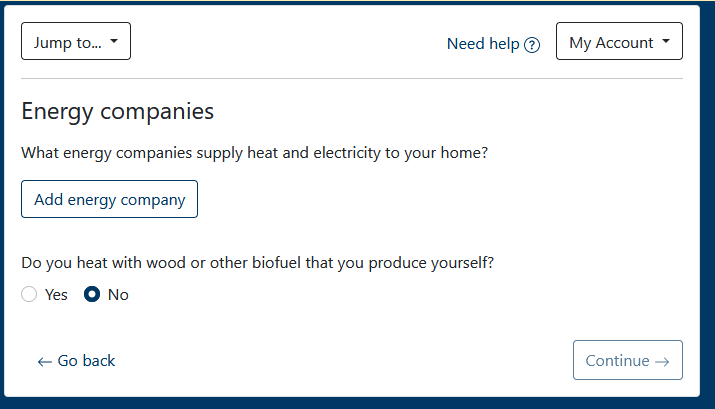 Jump to...
Need help
My Account
Energy companies
What energy companies supply heat and electricity to your home?
Add energy company
Do you heat with wood or other biofuel that you produce yourself?
Yes No
← Go back
Continue →